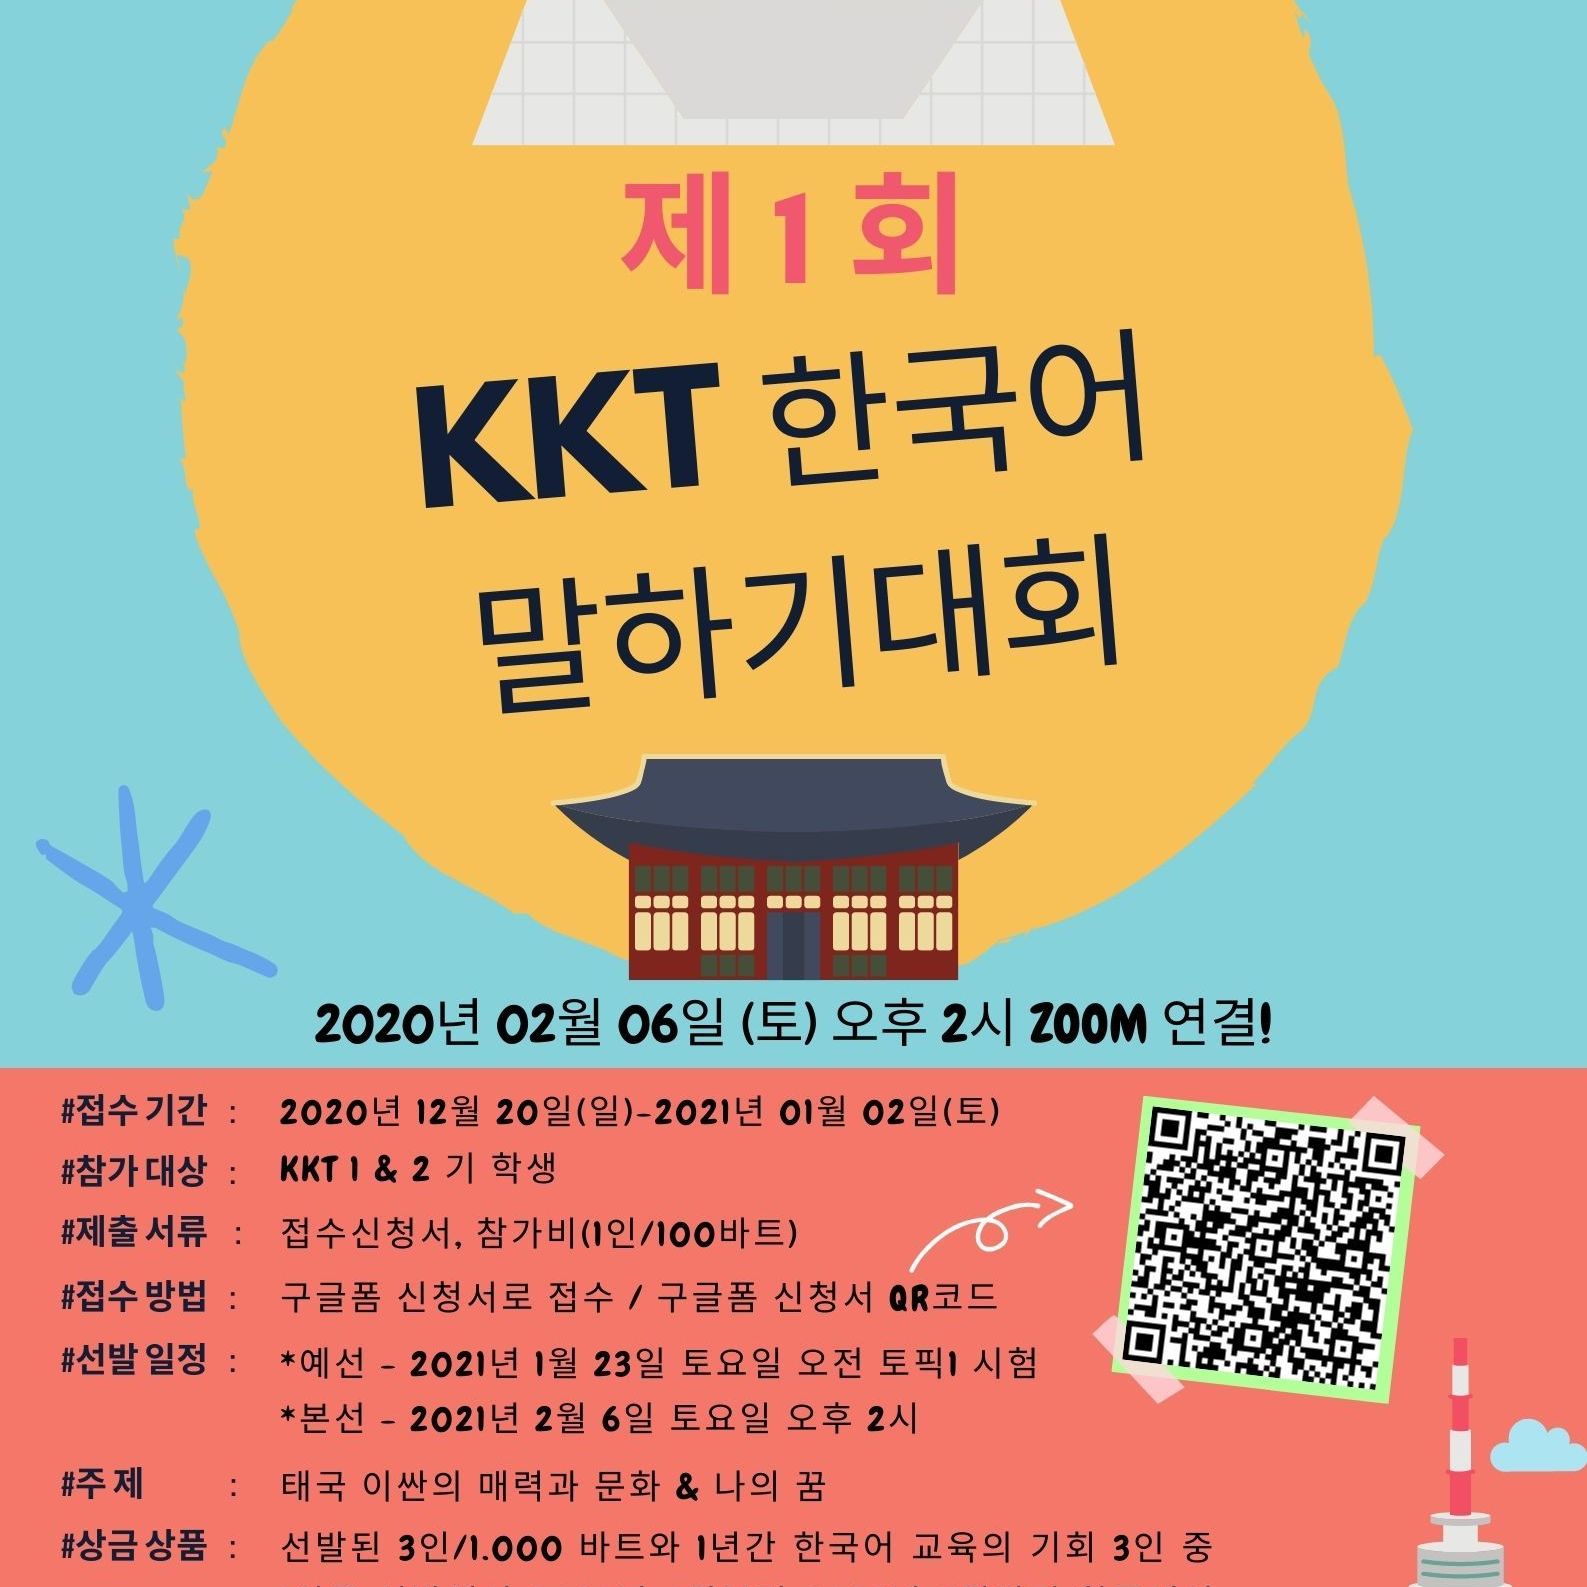 제 1 회
KKT 한국어
말하기대회
2020년 02월 06일 (토) 오후 2시 ZOOM 연결!
#접수 기간 : 2020년 12월 20일(일)-2021년 01월 02일(토)
#참가 대상 : KKT 1 & 2 기 학생
#제출 서류 : 접수신청서, 참가비(1인/100바트)
#접수 방법 : 구글폼 신청서로 접수 / 구글폼 신청서 QR코드
#선발 일정 : *예선 - 2021년 1월 23일 토요일 오전 토픽1 시험
*본선 - 2021년 2월 6일 토요일 오후 2시
#주 제 : 태국 이싼의 매력과 문화 & 나의 꿈
#상금 상품 : 선발된 3인/1.000 바트와 1년간 한국어 교육의 기회 3인 중